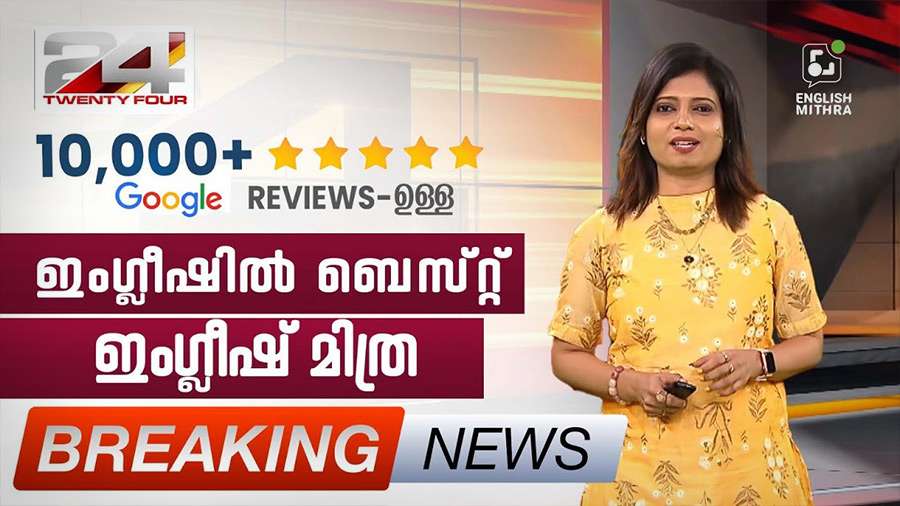 24
TWENTY FOUR
ENGLISH
MITHRA
10,000+
Google REVIEWS-ഉള്ള
ഇംഗ്ലീഷിൽ ബെസ്റ്റ്
ഇംഗ്ലീഷ് മിത്ര
BREAKING NEWS